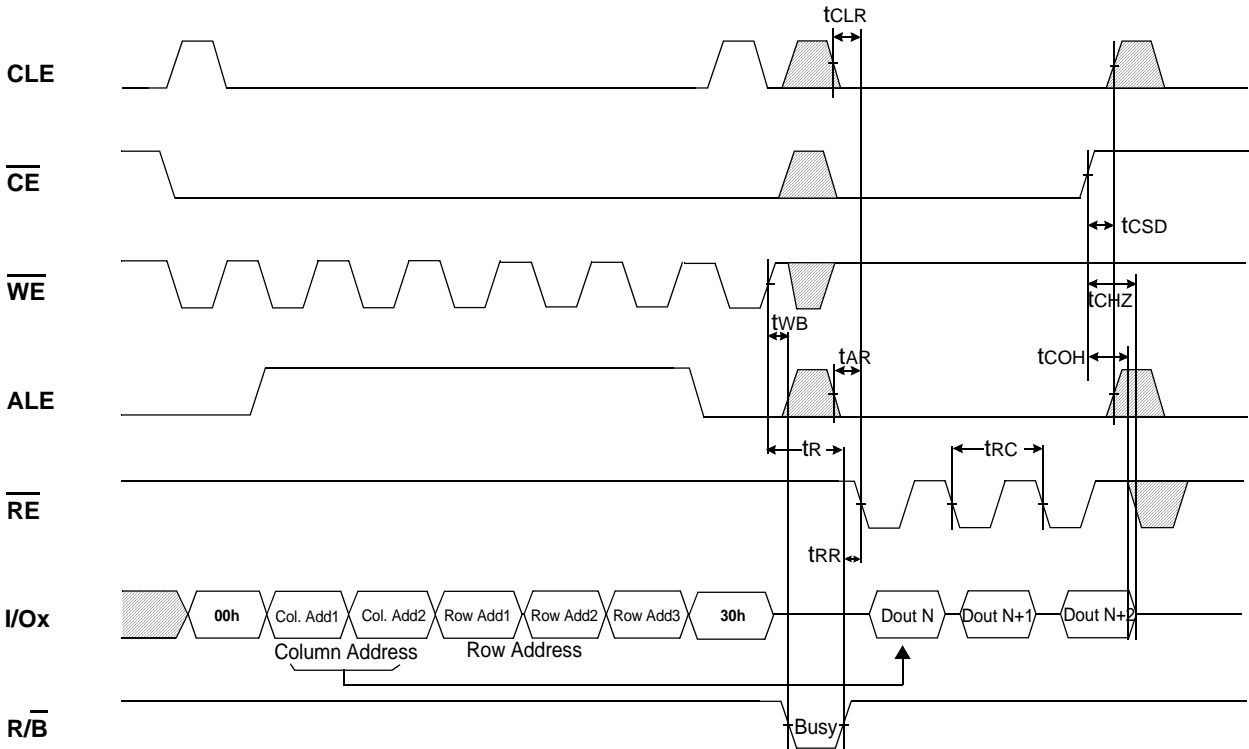 tCLR
CLE
CE
tCSD
WE
tCHZ
tWB
tCOH
tAR
ALE
tR
tRC
RE
tRR
I/Ox
00h Col. Add1 Col. Add2 Row Add1 Row Add2 Row Add3 30h Dout N Dout N+1 Dout N+2
Column Address Row Address
R/B
Busy